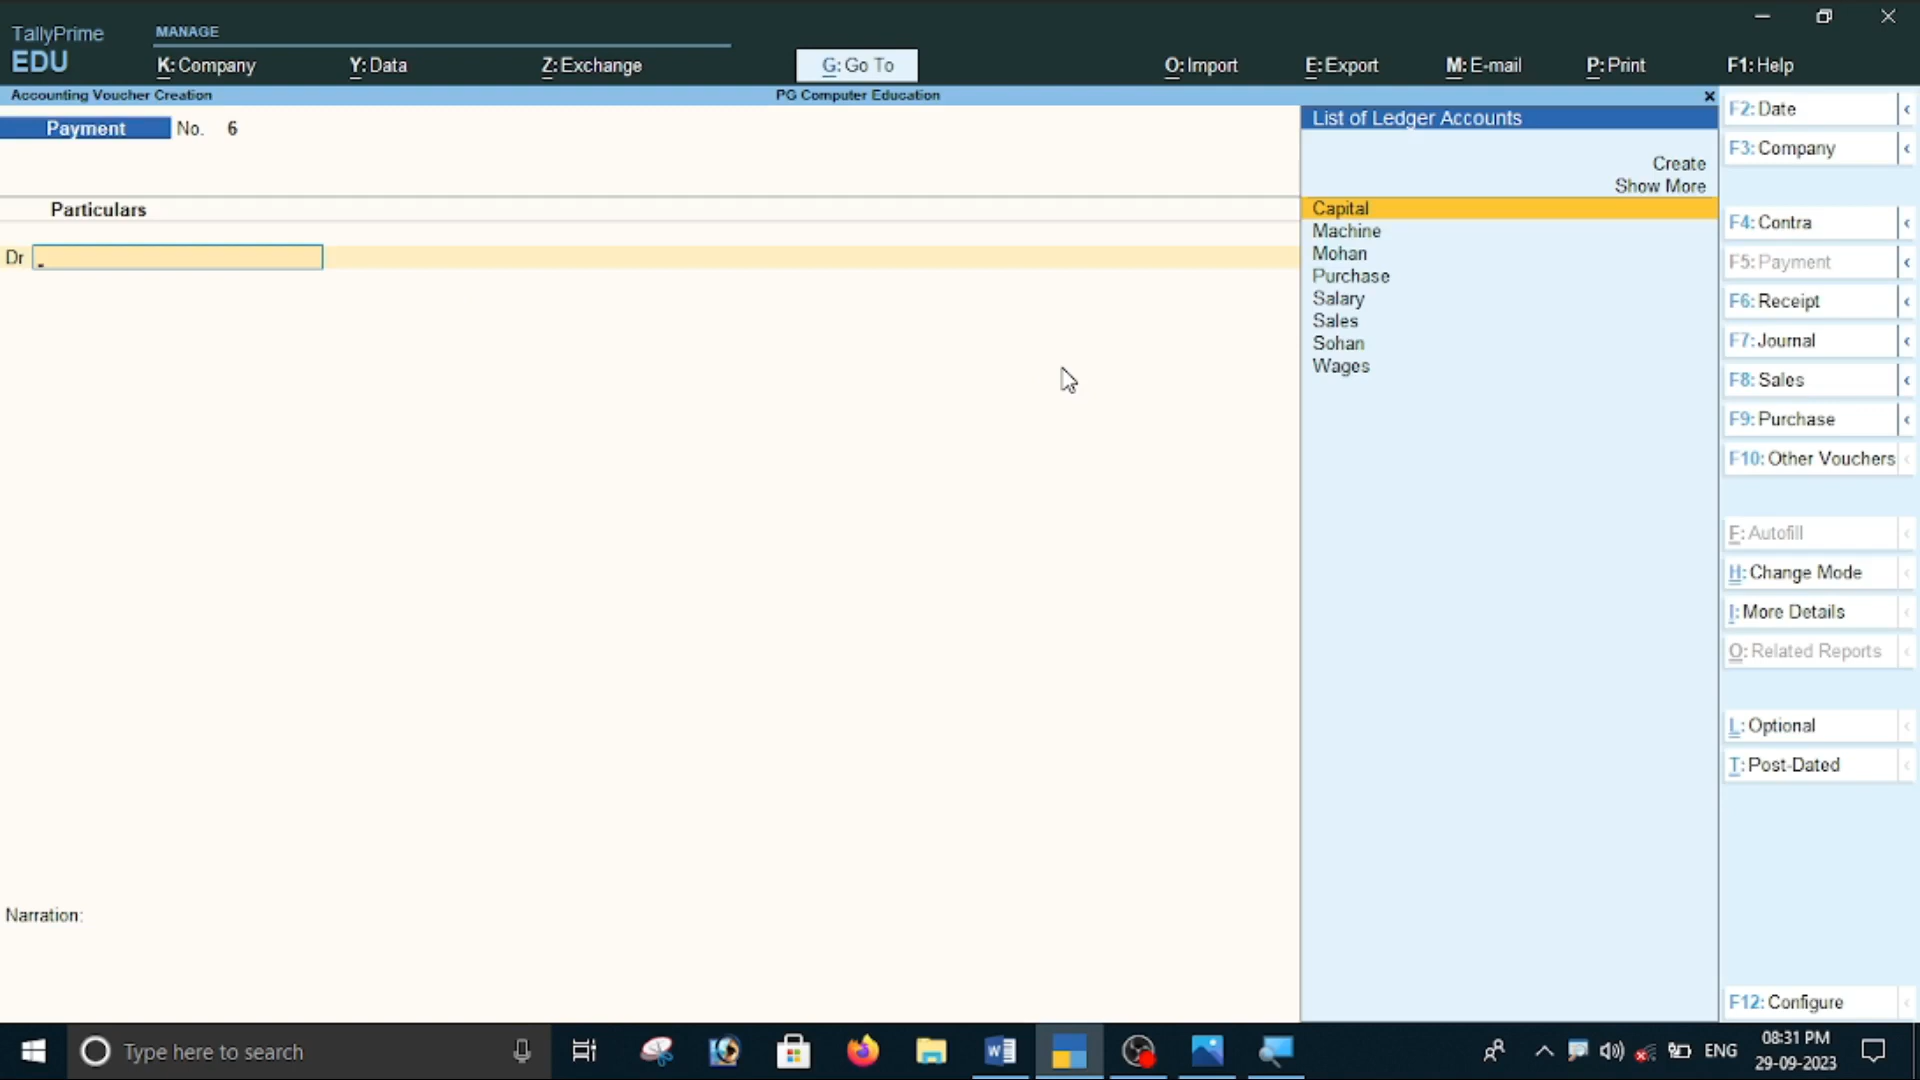 TallyPrime
EDU
MANAGE
K: Company
Y: Data
Z: Exchange
G: Go To
O: Import
E: Export
M: E-mail
P: Print
F1: Help
Accounting Voucher Creation
PG Computer Education
Payment No. 6
Particulars
Dr
Narration:
List of Ledger Accounts
Create
Show More
Capital
Machine
Mohan
Purchase
Salary
Sales
Sohan
Wages
F2: Date
F3: Company
F4: Contra
F5: Payment
F6: Receipt
F7: Journal
F8: Sales
F9: Purchase
F10: Other Vouchers
F: Autofill
H: Change Mode
I: More Details
O: Related Reports
L: Optional
T: Post-Dated
F12: Configure
Type here to search
ENG
08:31 PM
29-09-2023